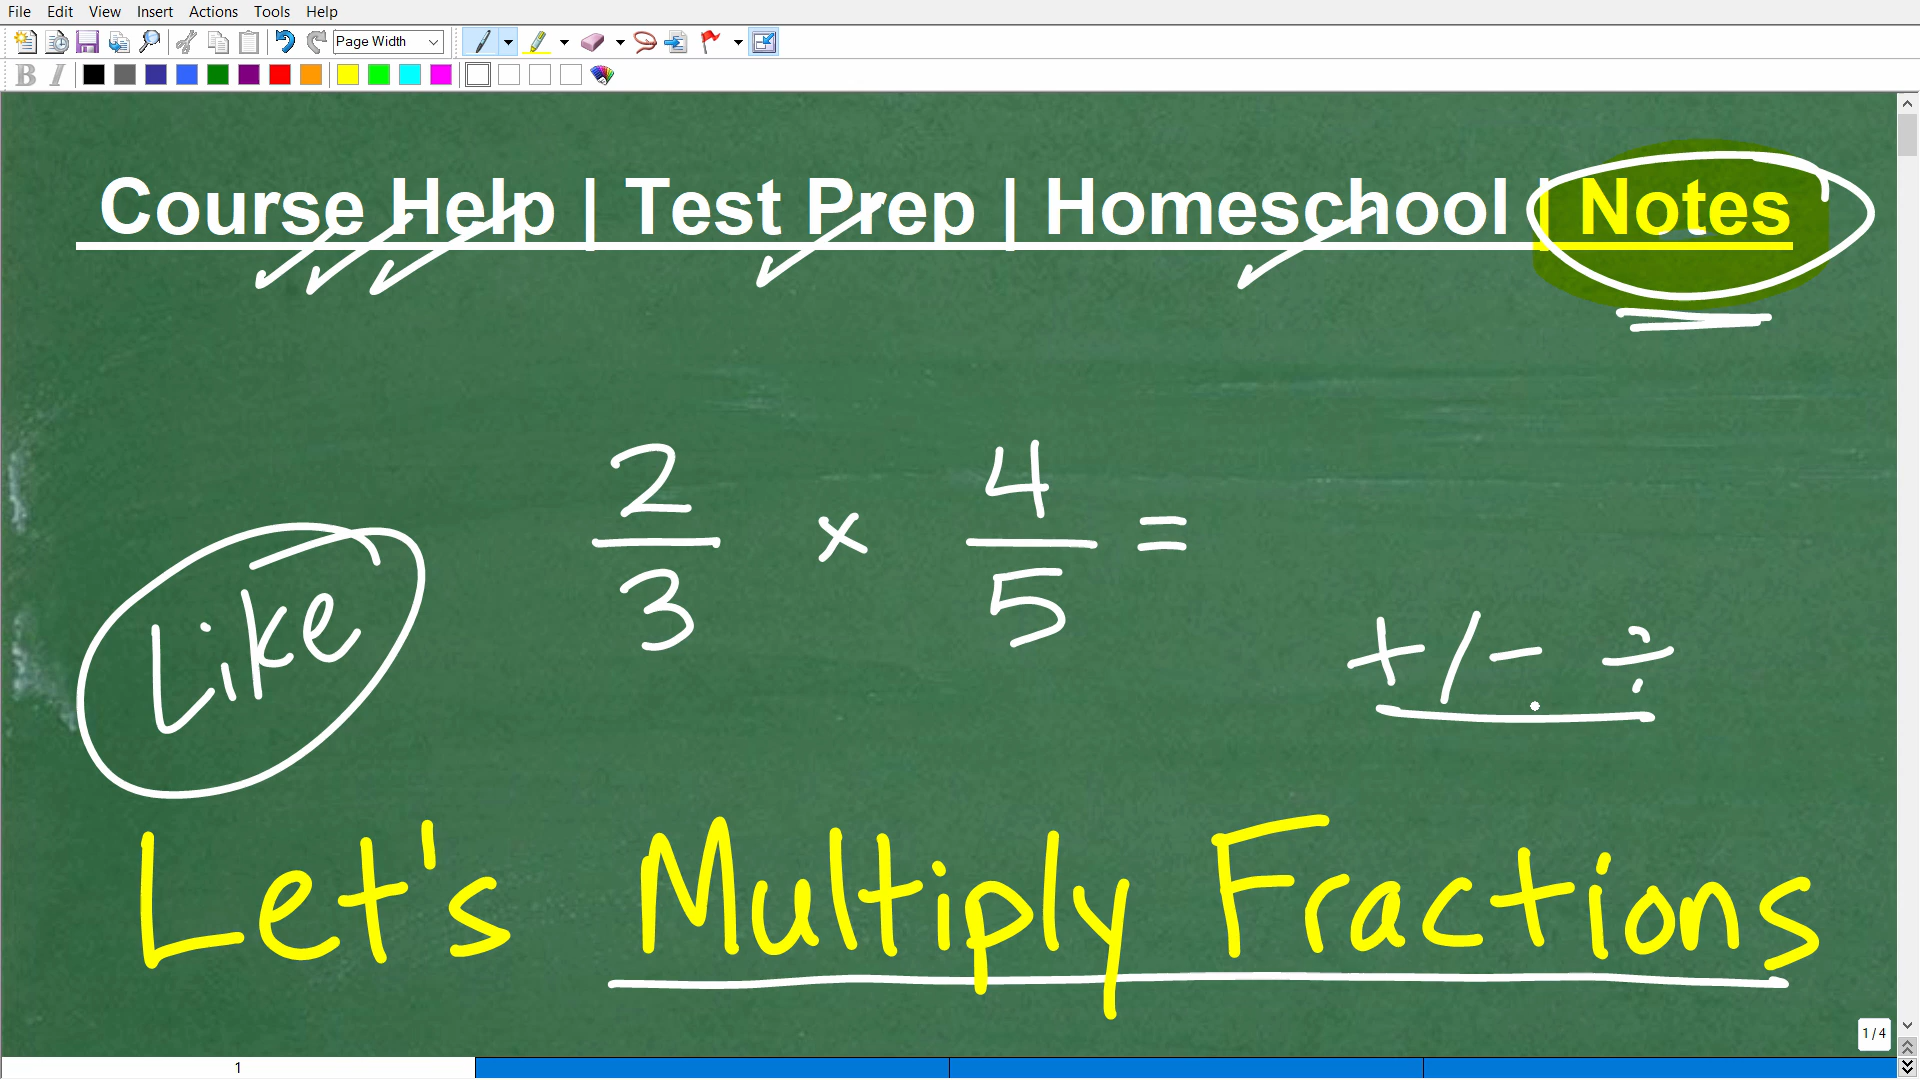 File Edit View Insert Actions Tools Help
Page Width
B I
Course Help | Test Prep | Homeschool | Notes
2/3 × 4/5 =
Like
+/- ÷
Let's Multiply Fractions
1 / 4
1